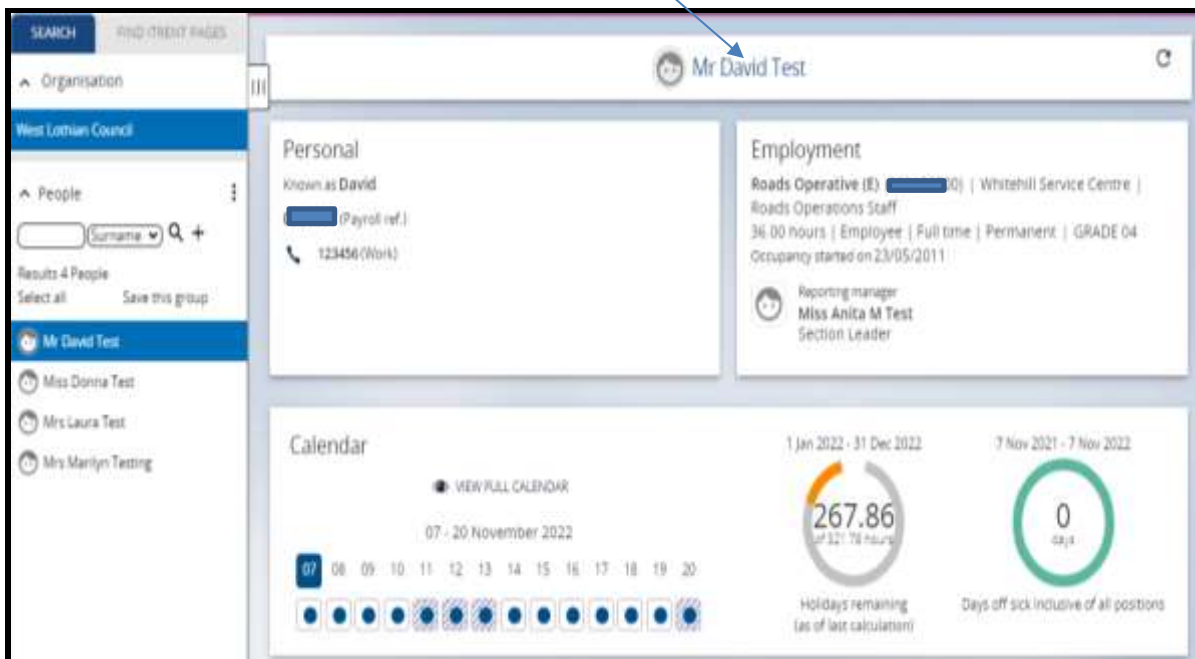 SEARCH
FIND ITRENT PAGES
Organisation
West Lothian Council
People
Surname
Results 4 People
Select all Save this group
Mr David Test
Miss Donna Test
Mrs Laura Test
Mrs Marilyn Testing
Mr David Test
Personal
Known as David
(Payroll ref.)
123456 (Work)
Employment
Roads Operative (E) 00) | Whitehill Service Centre |
Roads Operations Staff
36.00 hours | Employee | Full time | Permanent | GRADE 04
Occupancy started on 23/05/2011
Reporting manager
Miss Anita M Test
Section Leader
Calendar
VIEW FULL CALENDAR
07 - 20 November 2022
07 08 09 10 11 12 13 14 15 16 17 18 19 20
1 Jan 2022 - 31 Dec 2022
267.86
of 321.78 hours
Holidays remaining
(as of last calculation)
7 Nov 2021 - 7 Nov 2022
0
days
Days off sick inclusive of all positions